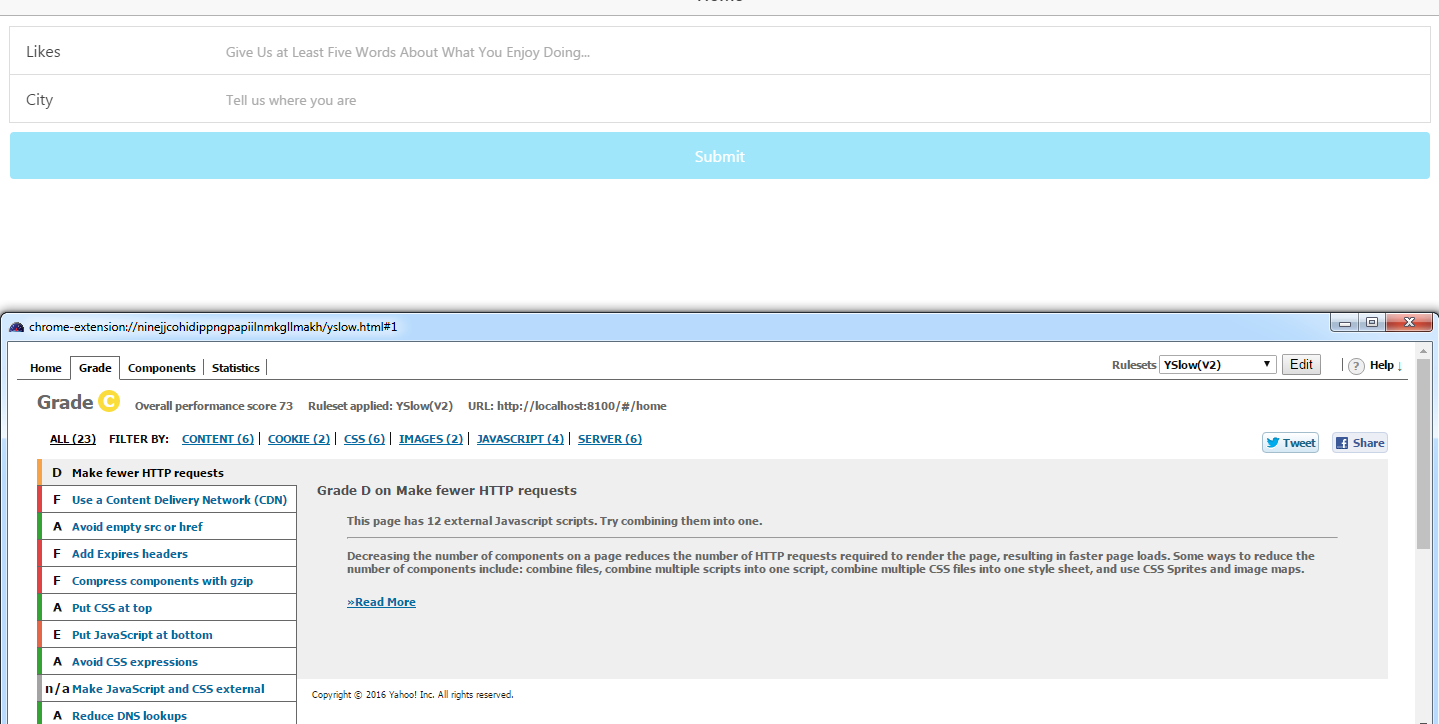 Home
Likes Give Us at Least Five Words About What You Enjoy Doing...
City Tell us where you are
Submit
chrome-extension://ninejjcohidippngpapiilnmkgllmakh/yslow.html#1
Home Grade Components Statistics Rulesets YSlow(V2) Edit ? Help ↓
Grade C Overall performance score 73 Ruleset applied: YSlow(V2) URL: http://localhost:8100/#/home
ALL (23) FILTER BY: CONTENT (6) | COOKIE (2) | CSS (6) | IMAGES (2) | JAVASCRIPT (4) | SERVER (6)
Tweet Share
D Make fewer HTTP requests
F Use a Content Delivery Network (CDN)
A Avoid empty src or href
F Add Expires headers
F Compress components with gzip
A Put CSS at top
E Put JavaScript at bottom
A Avoid CSS expressions
n/a Make JavaScript and CSS external
A Reduce DNS lookups
Grade D on Make fewer HTTP requests
This page has 12 external Javascript scripts. Try combining them into one.
Decreasing the number of components on a page reduces the number of HTTP requests required to render the page, resulting in faster page loads. Some ways to reduce the
number of components include: combine files, combine multiple scripts into one script, combine multiple CSS files into one style sheet, and use CSS Sprites and image maps.
»Read More
Copyright © 2016 Yahoo! Inc. All rights reserved.